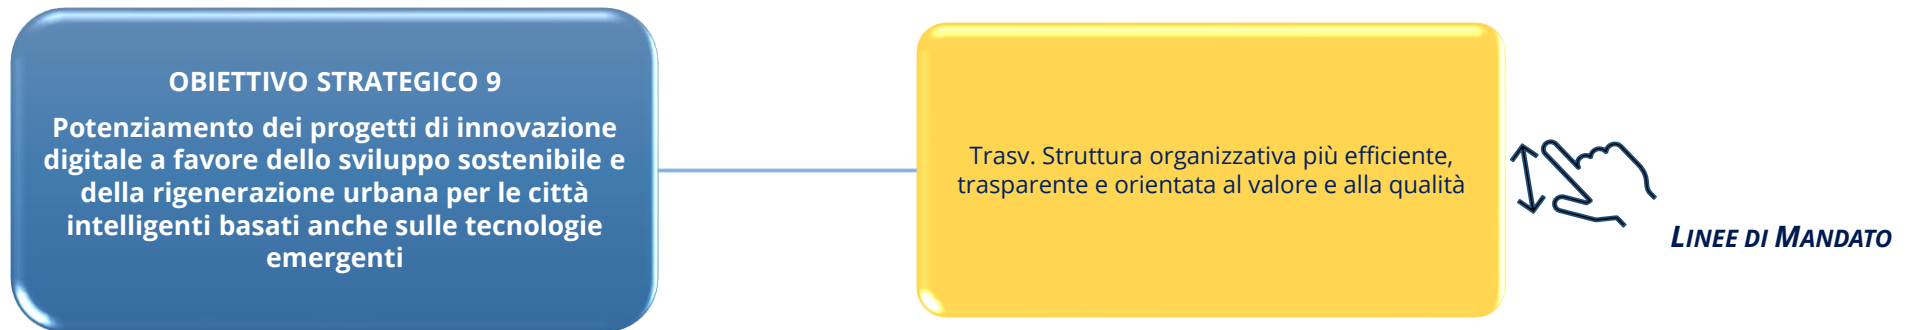 OBIETTIVO STRATEGICO 9
Potenziamento dei progetti di innovazione
digitale a favore dello sviluppo sostenibile e
della rigenerazione urbana per le città
intelligenti basati anche sulle tecnologie
emergenti
Trasv. Struttura organizzativa più efficiente,
trasparente e orientata al valore e alla qualità
LINEE DI MANDATO